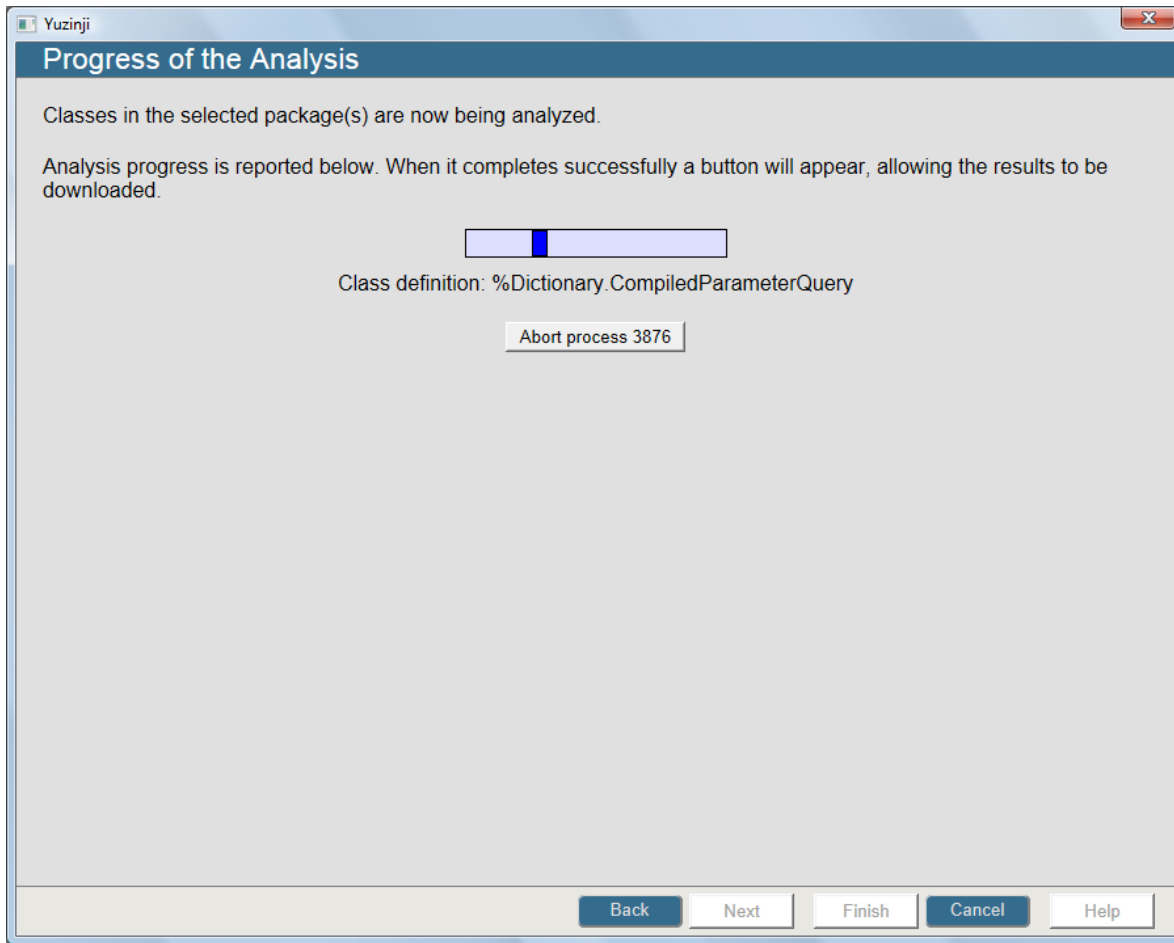 Yuzinji
Progress of the Analysis
Classes in the selected package(s) are now being analyzed.
Analysis progress is reported below. When it completes successfully a button will appear, allowing the results to be
downloaded.
Class definition: %Dictionary.CompiledParameterQuery
Abort process 3876
Back Next Finish Cancel Help